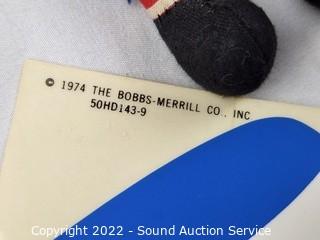 © 1974 THE BOBBS-MERRILL CO., INC
50HD143-9
Copyright 2022 - Sound Auction Service